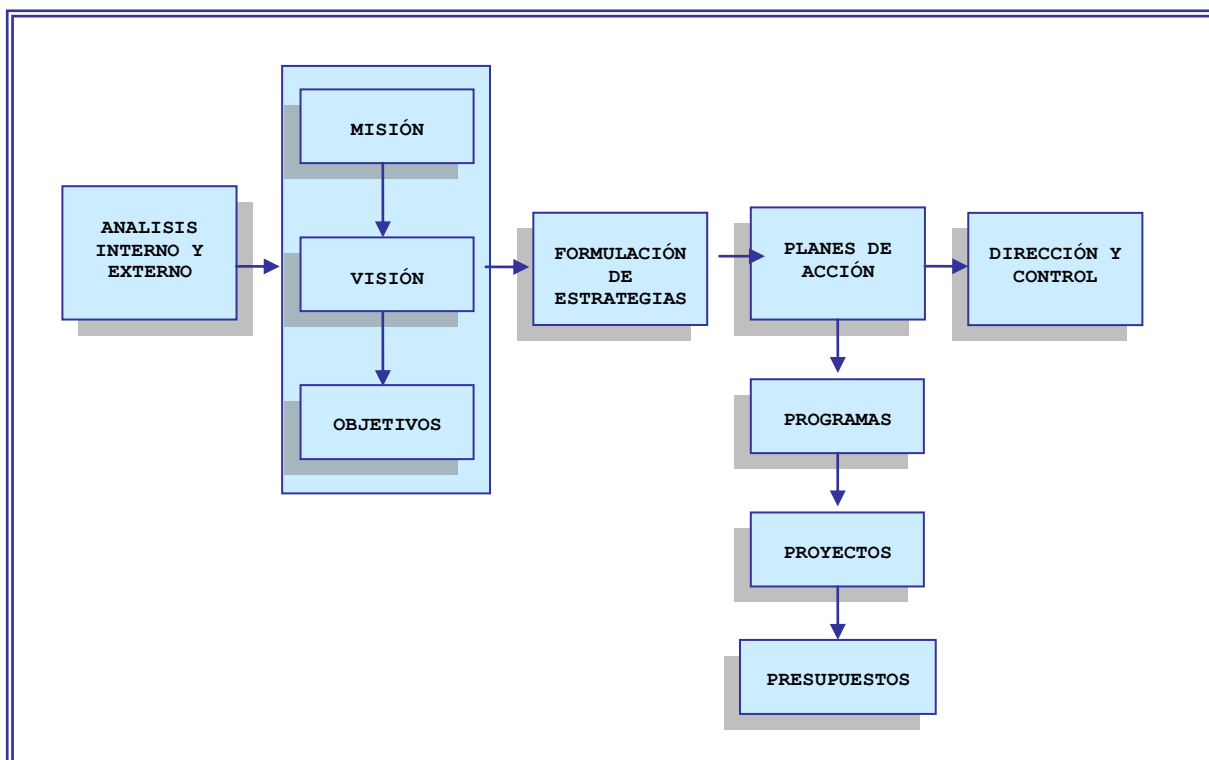 ANALISIS
INTERNO Y
EXTERNO
MISIÓN
VISIÓN
OBJETIVOS
FORMULACIÓN
DE
ESTRATEGIAS
PLANES DE
ACCIÓN
PROGRAMAS
PROYECTOS
PRESUPUESTOS
DIRECCIÓN Y
CONTROL